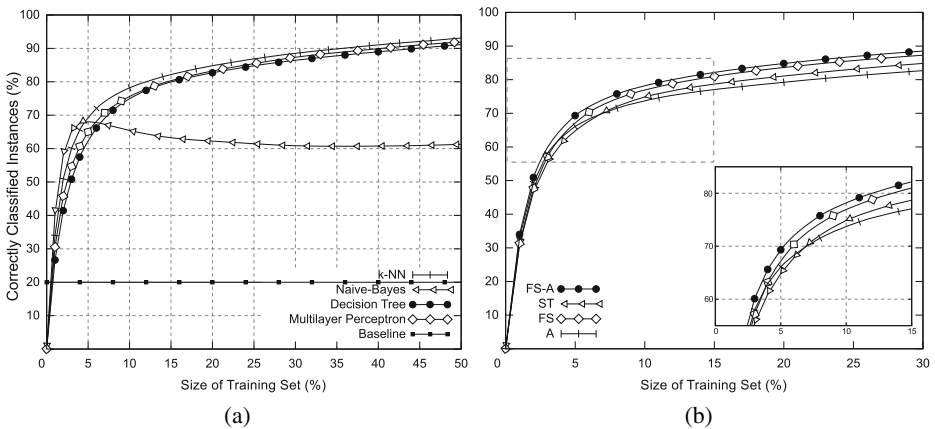 Correctly Classified Instances (%)
100
90
80
70
60
50
40
30
20
10
0 5 10 15 20 25 30 35 40 45 50
Size of Training Set (%)
k-NN
Naive-Bayes
Decision Tree
Multilayer Perceptron
Baseline
(a)
100
90
80
70
60
50
40
30
20
10
0 5 10 15 20 25 30
Size of Training Set (%)
FS-A
ST
FS
A
80
70
60
0 5 10 15
(b)